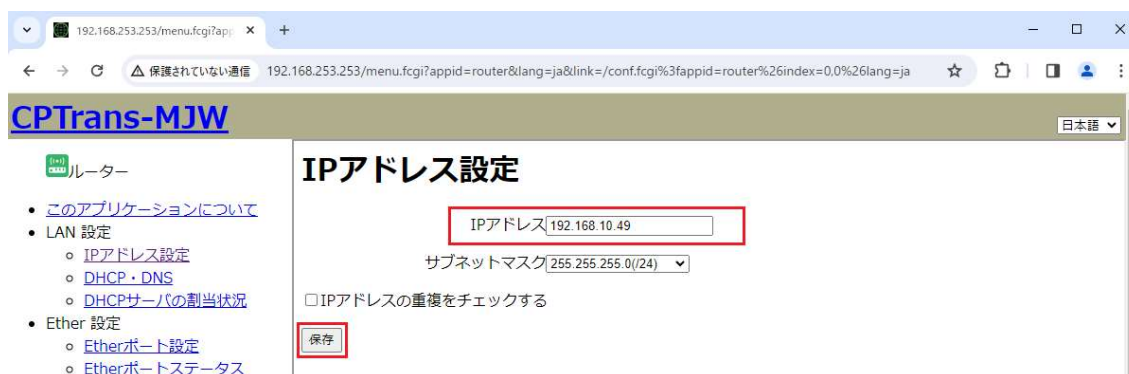 192.168.253.253/menu.fcgi?app
保護されていない通信 192.168.253.253/menu.fcgi?appid=router&lang=ja&link=/conf.fcgi%3fappid=router%26index=0,0%26lang=ja
CPTrans-MJW
日本語
ルーター
このアプリケーションについて
LAN 設定
IPアドレス設定
DHCP・DNS
DHCPサーバの割当状況
Ether 設定
Etherポート設定
Etherポートステータス
IPアドレス設定
IPアドレス 192.168.10.49
サブネットマスク 255.255.255.0(/24)
IPアドレスの重複をチェックする
保存